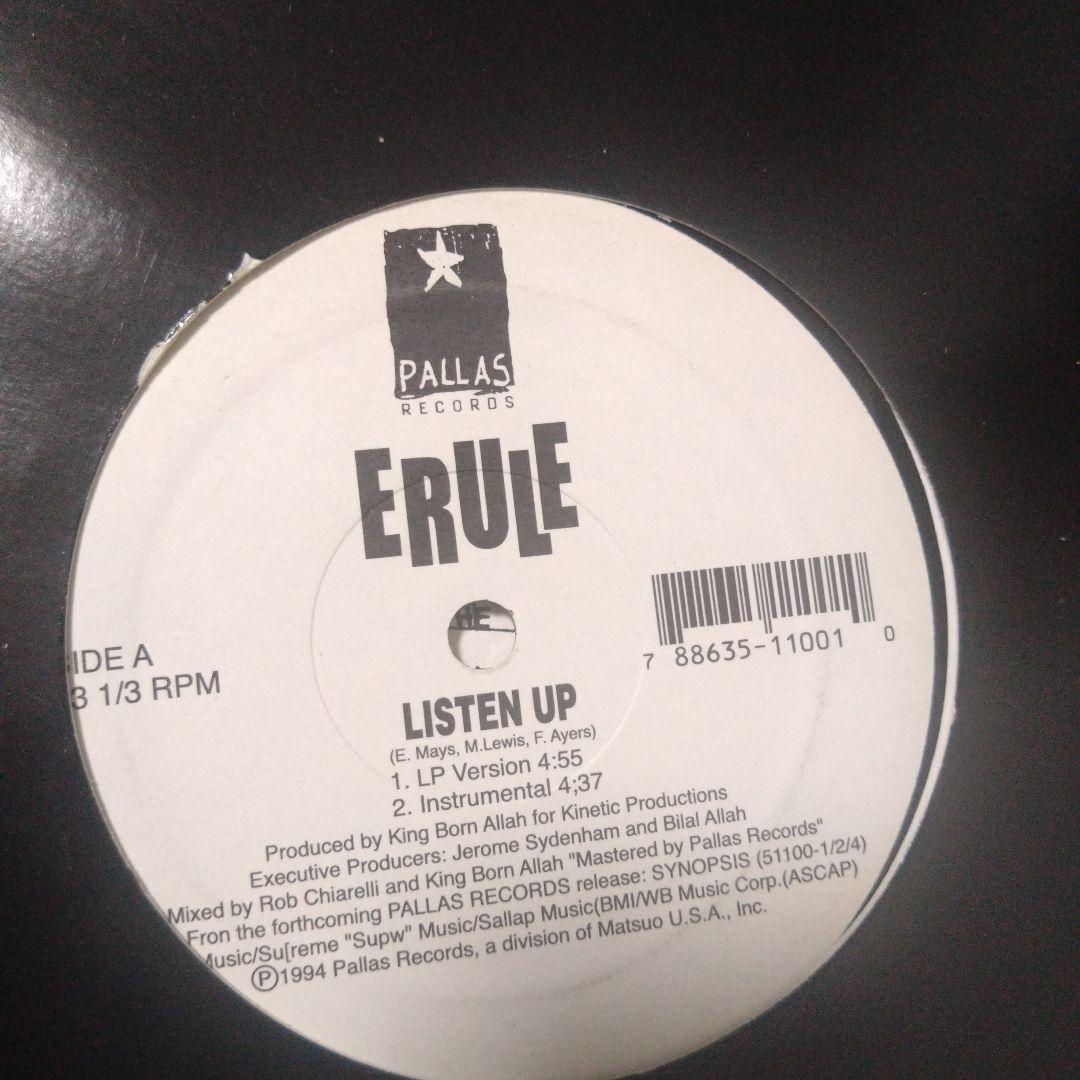 PALLAS
RECORDS
ERULE
HE
IDE A
3 1/3 RPM
7 88635-11001 0
LISTEN UP
(E. Mays, M.Lewis, F. Ayers)
1. LP Version 4:55
2. Instrumental 4;37
Produced by King Born Allah for Kinetic Productions
Executive Producers: Jerome Sydenham and Bilal Allah
Mixed by Rob Chiarelli and King Born Allah "Mastered by Pallas Records"
Fron the forthcoming PALLAS RECORDS release: SYNOPSIS (51100-1/2/4)
Music/Su[reme "Supw" Music/Sallap Music(BMI/WB Music Corp.(ASCAP)
Ⓟ1994 Pallas Records, a division of Matsuo U.S.A., Inc.